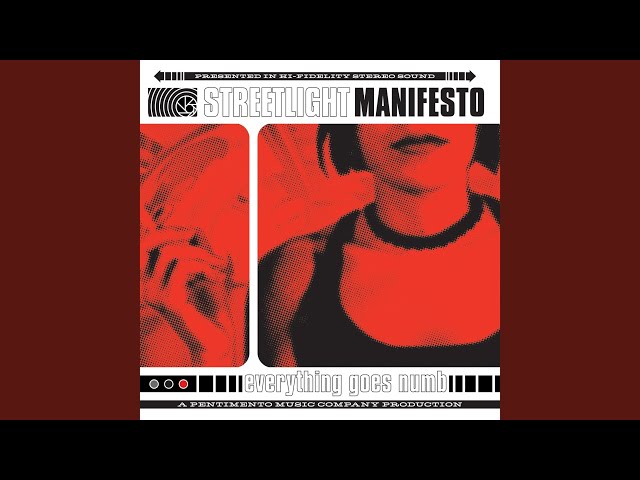 PRESENTED IN HI-FIDELITY STEREO SOUND
STREETLIGHT MANIFESTO
everything goes numb
A PENTIMENTO MUSIC COMPANY PRODUCTION